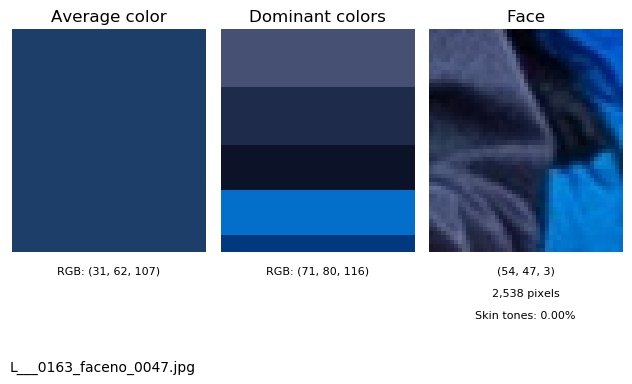 Average color
Dominant colors
Face
RGB: (31, 62, 107)
RGB: (71, 80, 116)
(54, 47, 3)
2,538 pixels
Skin tones: 0.00%
L___0163_faceno_0047.jpg